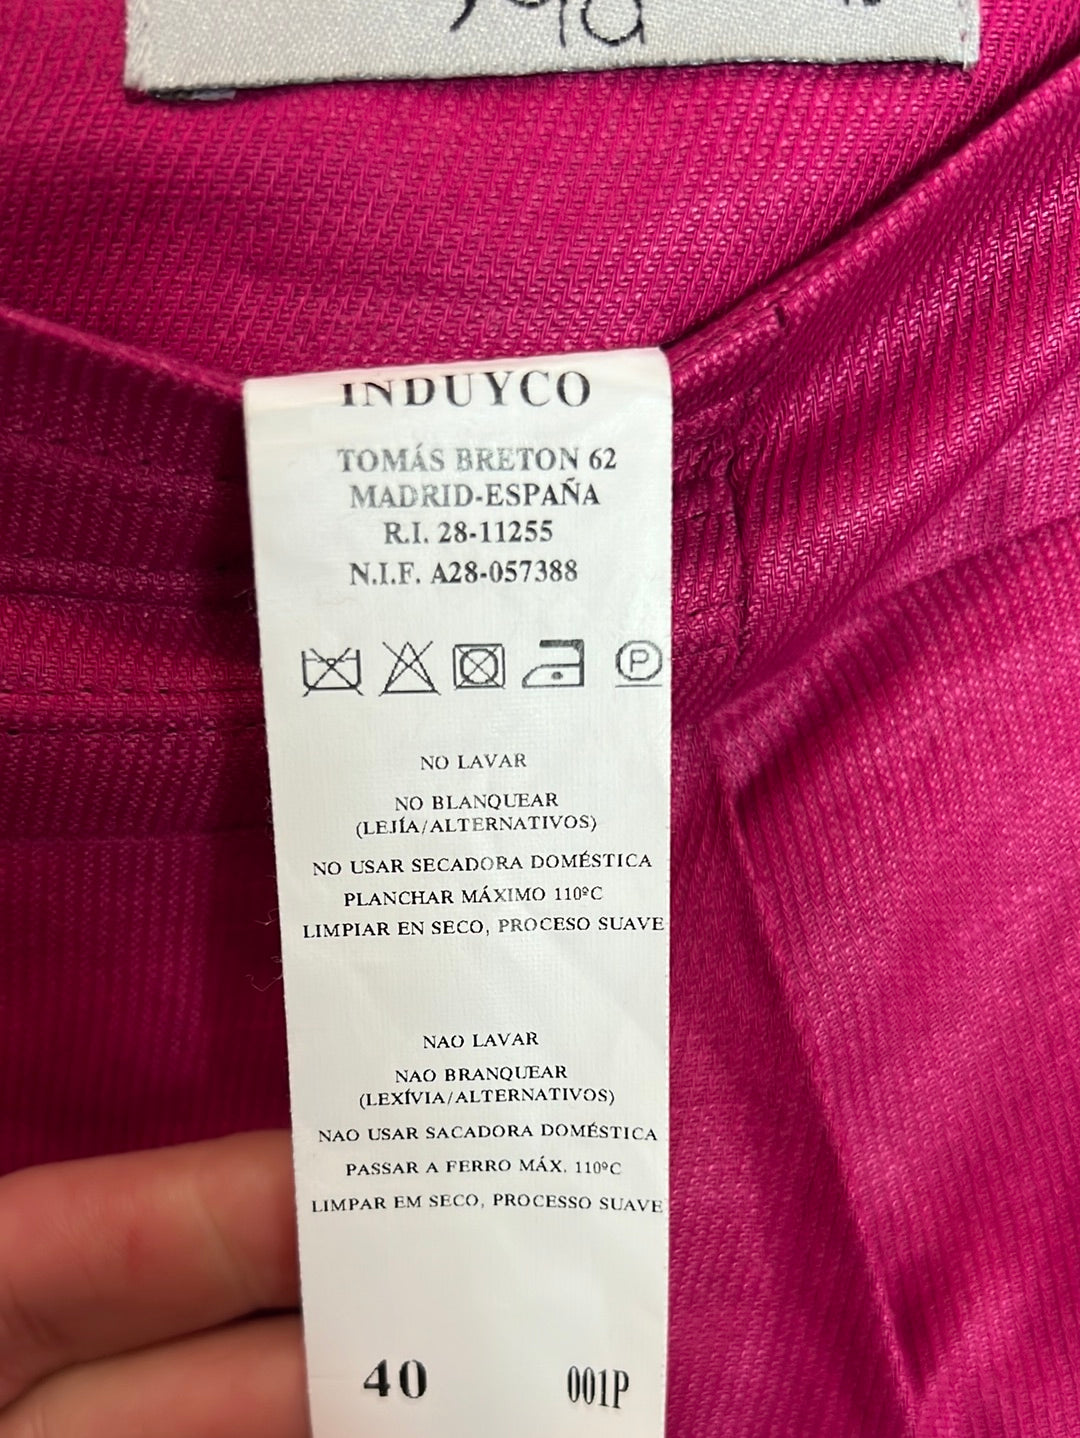 INDUYCO
TOMÁS BRETON 62
MADRID-ESPAÑA
R.I. 28-11255
N.I.F. A28-057388
P
NO LAVAR
NO BLANQUEAR
(LEJÍA/ALTERNATIVOS)
NO USAR SECADORA DOMÉSTICA
PLANCHAR MÁXIMO 110ºC
LIMPIAR EN SECO, PROCESO SUAVE
NAO LAVAR
NAO BRANQUEAR
(LEXÍVIA/ALTERNATIVOS)
NAO USAR SACADORA DOMÉSTICA
PASSAR A FERRO MÁX. 110ºC
LIMPAR EM SECO, PROCESSO SUAVE
40 001P